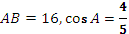 AB = 16, cos A = 4/5